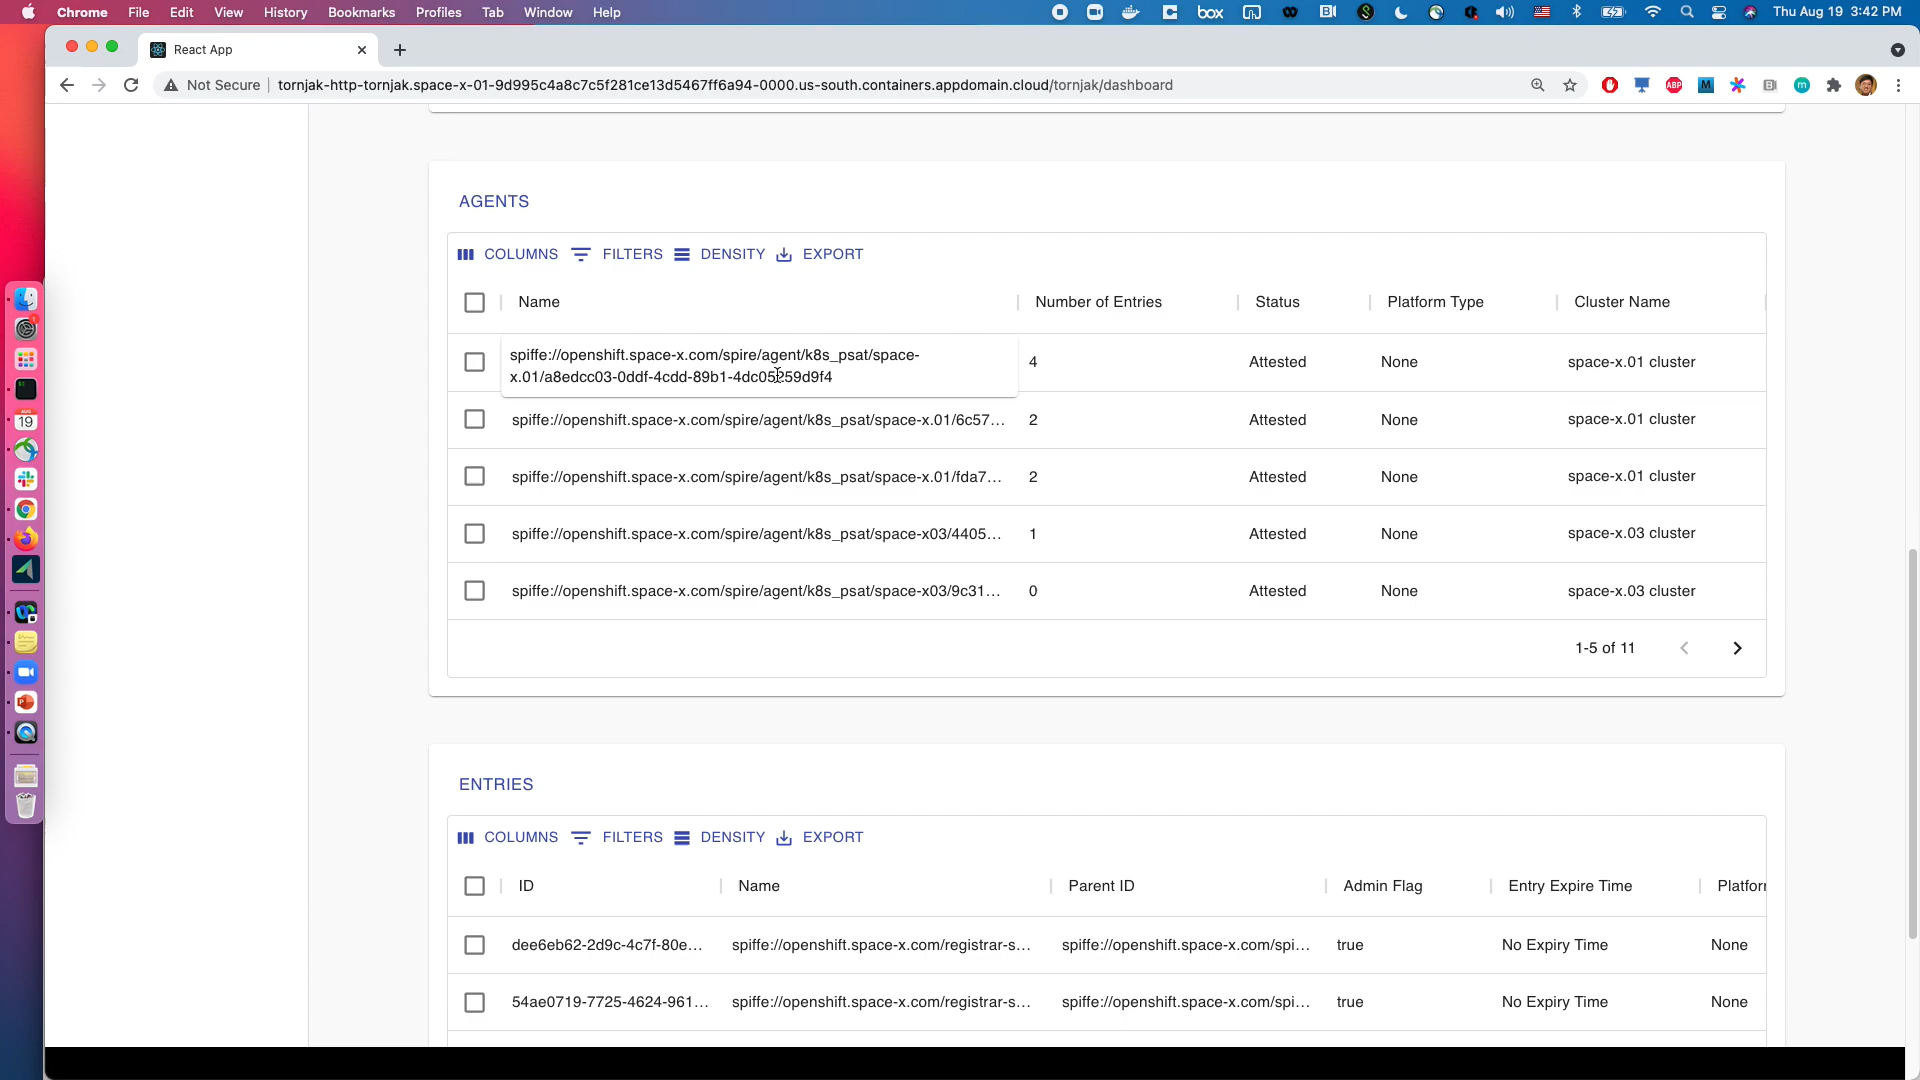 Chrome File Edit View History Bookmarks Profiles Tab Window Help box Thu Aug 19 3:42 PM
React App
Not Secure tornjak-http-tornjak.space-x-01-9d995c4a8c7c5f281ce13d5467ff6a94-0000.us-south.containers.appdomain.cloud/tornjak/dashboard
AGENTS
COLUMNS FILTERS DENSITY EXPORT
Name Number of Entries Status Platform Type Cluster Name
spiffe://openshift.space-x.com/spire/agent/k8s_psat/space-
x.01/a8edcc03-0ddf-4cdd-89b1-4dc05259d9f4 4 Attested None space-x.01 cluster
spiffe://openshift.space-x.com/spire/agent/k8s_psat/space-x.01/6c57... 2 Attested None space-x.01 cluster
spiffe://openshift.space-x.com/spire/agent/k8s_psat/space-x.01/fda7... 2 Attested None space-x.01 cluster
spiffe://openshift.space-x.com/spire/agent/k8s_psat/space-x03/4405... 1 Attested None space-x.03 cluster
spiffe://openshift.space-x.com/spire/agent/k8s_psat/space-x03/9c31... 0 Attested None space-x.03 cluster
1-5 of 11
ENTRIES
COLUMNS FILTERS DENSITY EXPORT
ID Name Parent ID Admin Flag Entry Expire Time Platfor
dee6eb62-2d9c-4c7f-80e... spiffe://openshift.space-x.com/registrar-s... spiffe://openshift.space-x.com/spi... true No Expiry Time None
54ae0719-7725-4624-961... spiffe://openshift.space-x.com/registrar-s... spiffe://openshift.space-x.com/spi... true No Expiry Time None